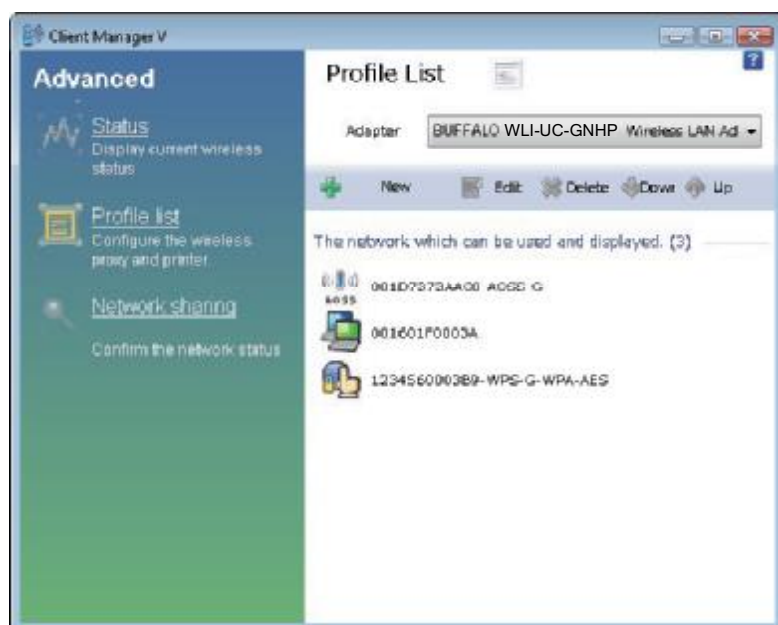 Client Manager V
Advanced
Status
Display current wireless
status
Profile list
Configure the wireless
proxy and printer.
Network sharing
Confirm the network status
Profile List
?
Adapter
BUFFALO WLI-UC-GNHP Wireless LAN Ad
New Edit Delete Down Up
The network which can be used and displayed. (3)
AOSS
AOSS G
001601F0003A
1234560003B9-WPS-G-WPA-AES